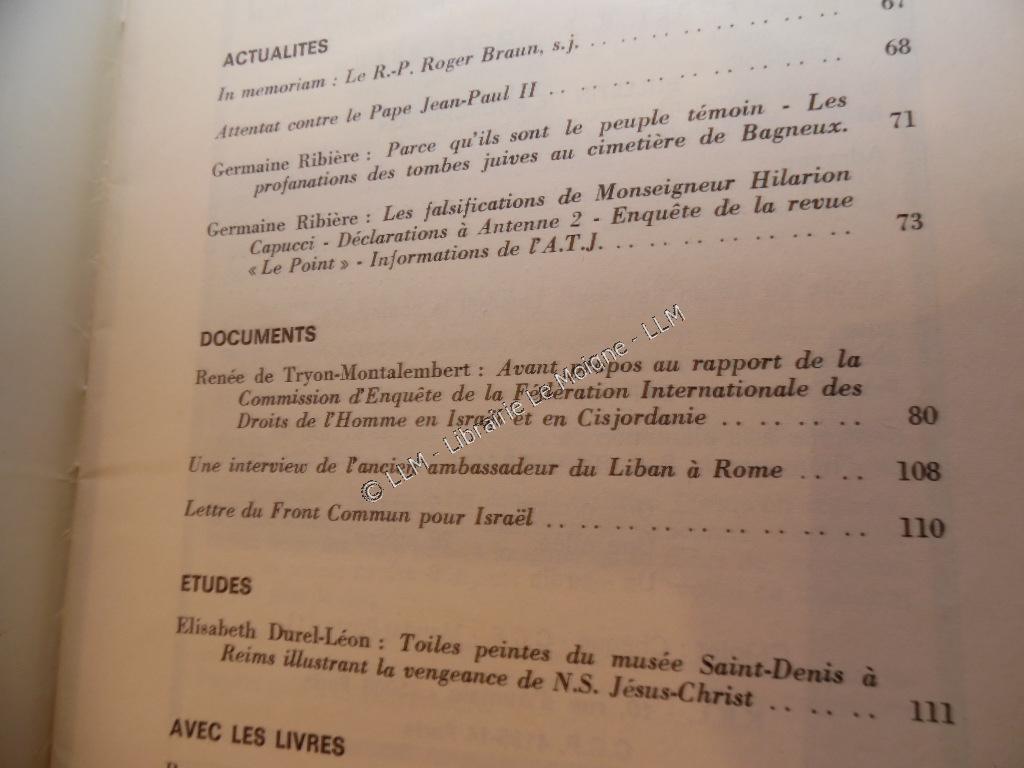 67
ACTUALITES
In memoriam : Le R.-P. Roger Braun, s.j. . . . . . . . . . . 68
Attentat contre le Pape Jean-Paul II . . . . . . . . . . . . 71
Germaine Ribière : Parce qu'ils sont le peuple témoin - Les
profanations des tombes juives au cimetière de Bagneux.
Germaine Ribière : Les falsifications de Monseigneur Hilarion
Capucci - Déclarations à Antenne 2 - Enquête de la revue
« Le Point » - Informations de l'A.T.J. . . . . . . . . . . . . 73
DOCUMENTS
Renée de Tryon-Montalembert : Avant propos au rapport de la
Commission d'Enquête de la Fédération Internationale des
Droits de l'Homme en Israël et en Cisjordanie . . . . . . . 80
Une interview de l'ancien ambassadeur du Liban à Rome . . . . 108
Lettre du Front Commun pour Israël . . . . . . . . . . . . . 110
ETUDES
Elisabeth Durel-Léon : Toiles peintes du musée Saint-Denis à
Reims illustrant la vengeance de N.S. Jésus-Christ . . . . . . 111
AVEC LES LIVRES
© LLM - Librairie Le Moigne - LLM